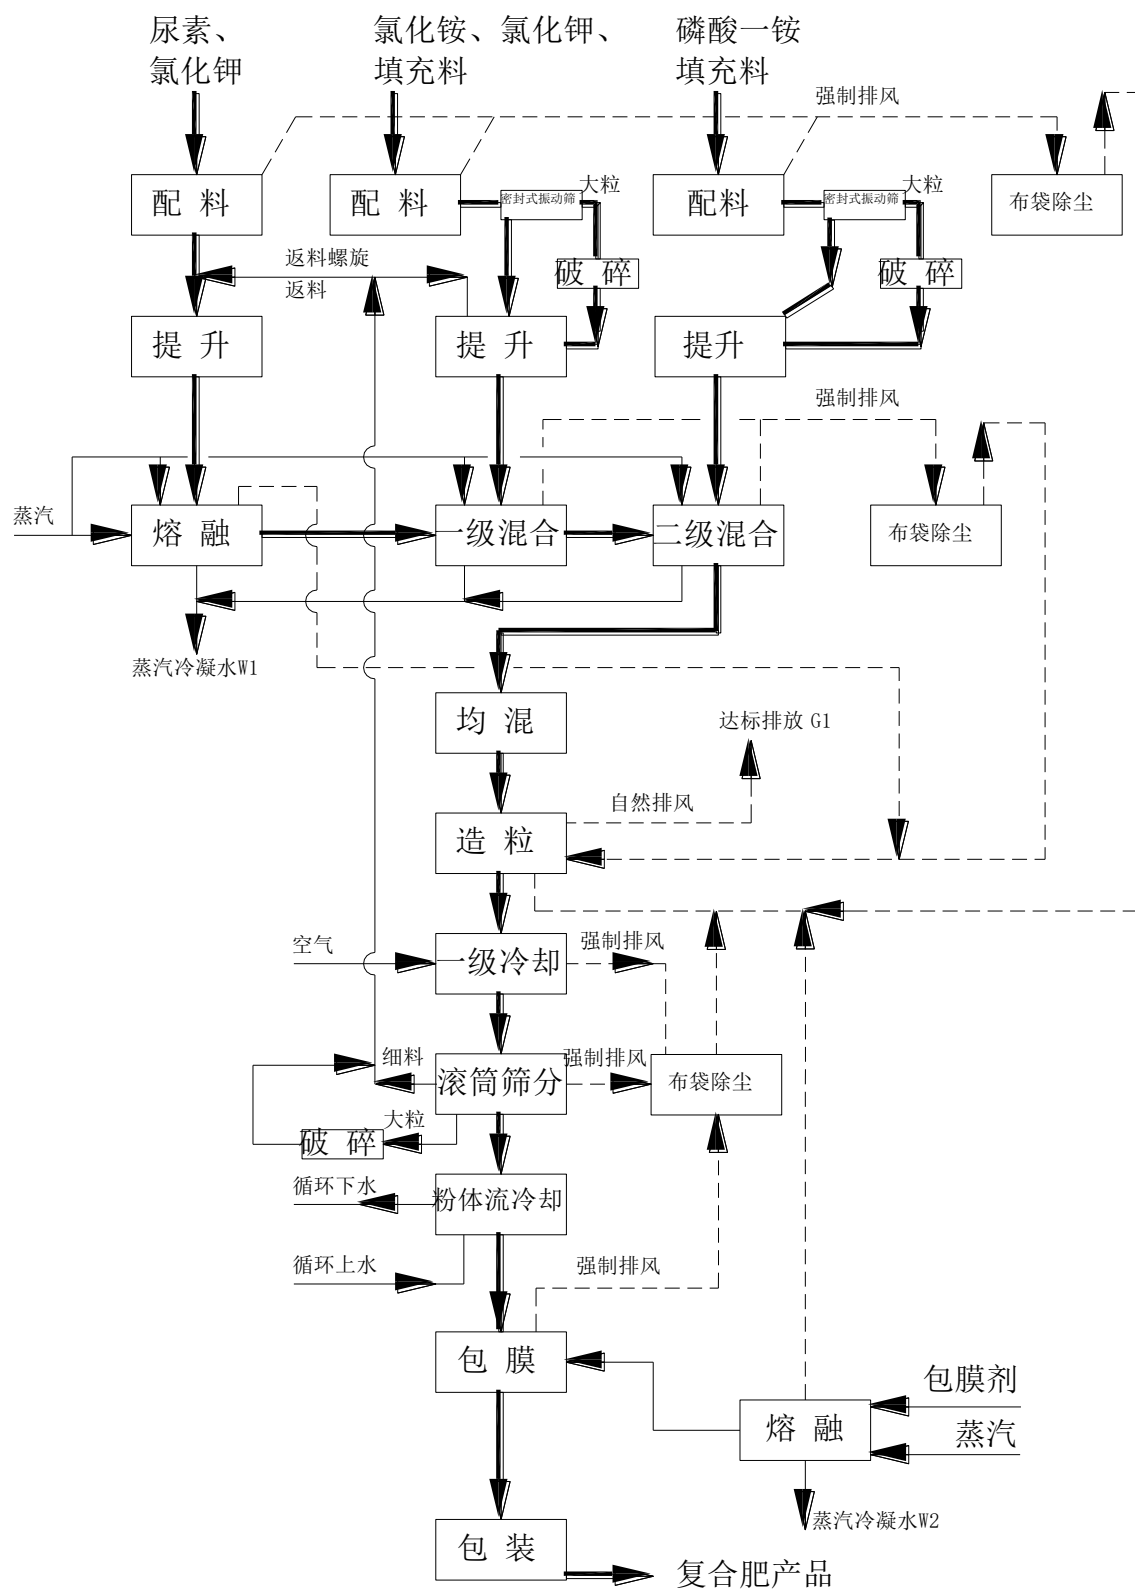 尿素、
氯化钾
氯化铵、氯化钾、
填充料
磷酸一铵
填充料
强制排风
配 料
配 料
密封式振动筛
大粒
配料
密封式振动筛
大粒
布袋除尘
返料螺旋
返料
破 碎
破 碎
提 升
提 升
提升
强制排风
蒸汽
熔 融
一级混合
二级混合
布袋除尘
蒸汽冷凝水W1
均 混
达标排放 G1
自然排风
造 粒
空气
一级冷却
强制排风
细料
滚筒筛分
强制排风
布袋除尘
大粒
破 碎
循环下水
粉体流冷却
循环上水
强制排风
包 膜
包膜剂
熔 融
蒸汽
蒸汽冷凝水W2
包 装
复合肥产品